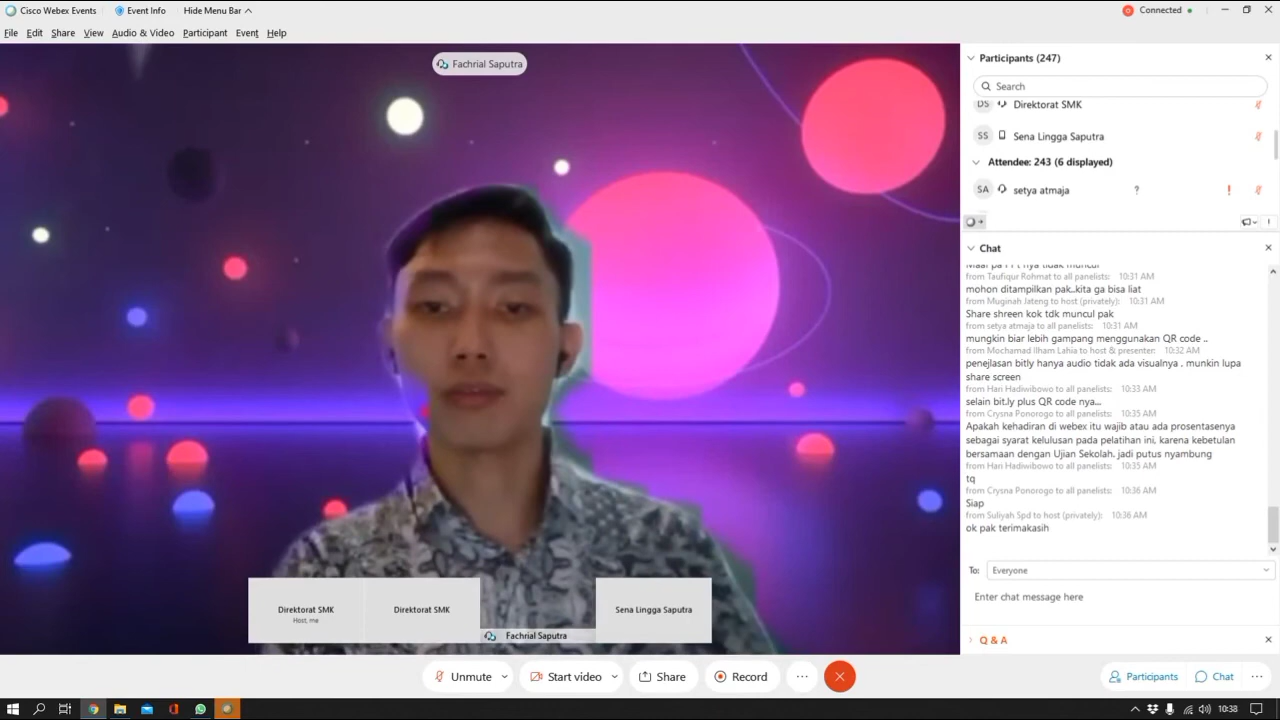 Cisco Webex Events
Event Info
Hide Menu Bar
Connected
File Edit Share View Audio & Video Participant Event Help
Fachrial Saputra
Participants (247)
Search
DS Direktorat SMK
SS Sena Lingga Saputra
Attendee: 243 (6 displayed)
SA setya atmaja ? !
Chat
from Taufiqur Rohmat to all panelists: 10:31 AM
mohon ditampilkan pak..kita ga bisa liat
from Muginah Jateng to host (privately): 10:31 AM
Share shreen kok tdk muncul pak
from setya atmaja to all panelists: 10:31 AM
mungkin biar lebih gampang menggunakan QR code ..
from Mochamad Ilham Lahia to host & presenter: 10:32 AM
penejlasan bitly hanya audio tidak ada visualnya . munkin lupa
share screen
from Hari Hadiwibowo to all panelists: 10:33 AM
selain bit.ly plus QR code nya...
from Crysna Ponorogo to all panelists: 10:35 AM
Apakah kehadiran di webex itu wajib atau ada prosentasenya
sebagai syarat kelulusan pada pelatihan ini, karena kebetulan
bersamaan dengan Ujian Sekolah. jadi putus nyambung
from Hari Hadiwibowo to all panelists: 10:35 AM
tq
from Crysna Ponorogo to all panelists: 10:36 AM
Siap
from Suliyah Spd to host (privately): 10:36 AM
ok pak terimakasih
To: Everyone
Enter chat message here
Q & A
Direktorat SMK
Host, me
Direktorat SMK
Fachrial Saputra
Sena Lingga Saputra
Unmute
Start video
Share
Record
Participants
Chat
10:38